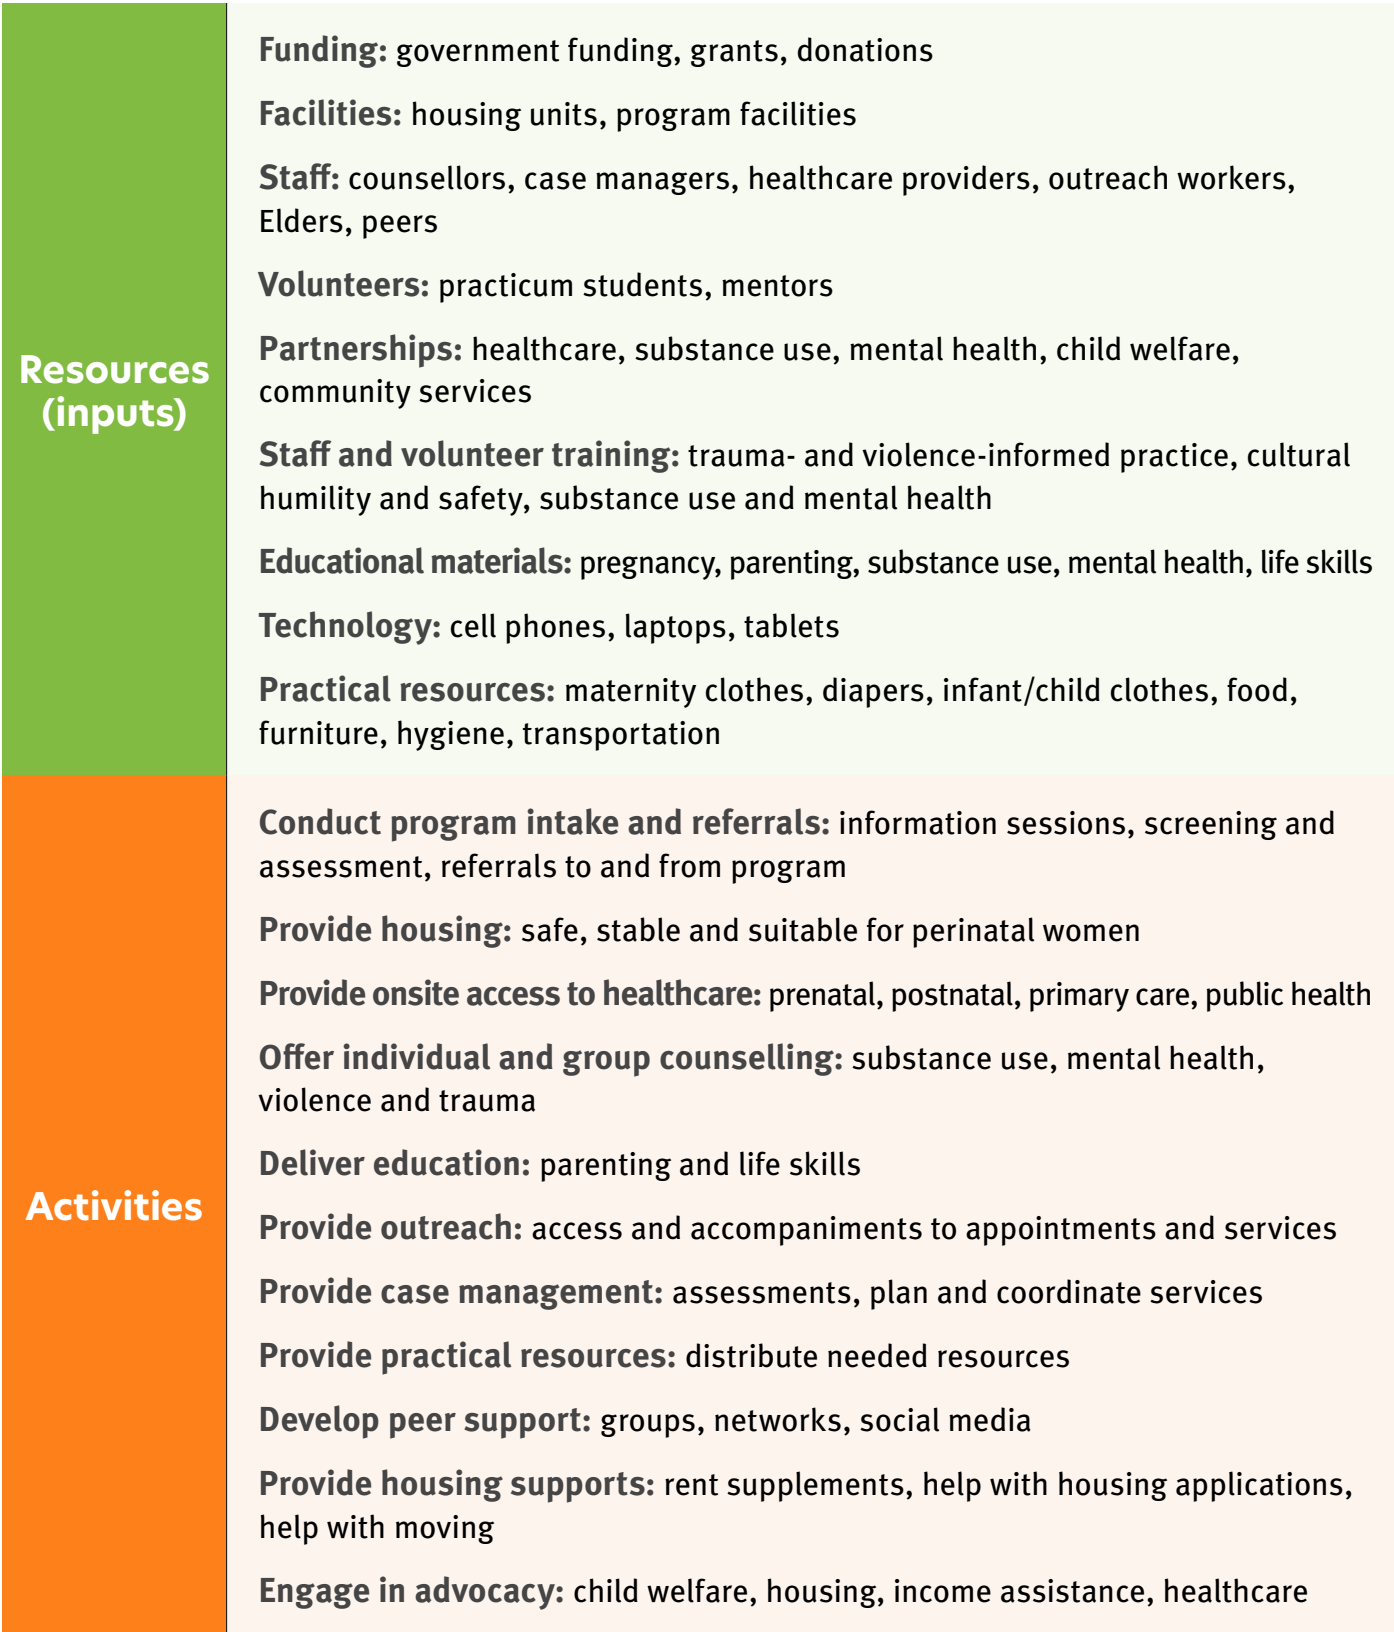 Resources
(inputs)
Funding: government funding, grants, donations
Facilities: housing units, program facilities
Staff: counsellors, case managers, healthcare providers, outreach workers,
Elders, peers
Volunteers: practicum students, mentors
Partnerships: healthcare, substance use, mental health, child welfare,
community services
Staff and volunteer training: trauma- and violence-informed practice, cultural
humility and safety, substance use and mental health
Educational materials: pregnancy, parenting, substance use, mental health, life skills
Technology: cell phones, laptops, tablets
Practical resources: maternity clothes, diapers, infant/child clothes, food,
furniture, hygiene, transportation
Activities
Conduct program intake and referrals: information sessions, screening and
assessment, referrals to and from program
Provide housing: safe, stable and suitable for perinatal women
Provide onsite access to healthcare: prenatal, postnatal, primary care, public health
Offer individual and group counselling: substance use, mental health,
violence and trauma
Deliver education: parenting and life skills
Provide outreach: access and accompaniments to appointments and services
Provide case management: assessments, plan and coordinate services
Provide practical resources: distribute needed resources
Develop peer support: groups, networks, social media
Provide housing supports: rent supplements, help with housing applications,
help with moving
Engage in advocacy: child welfare, housing, income assistance, healthcare